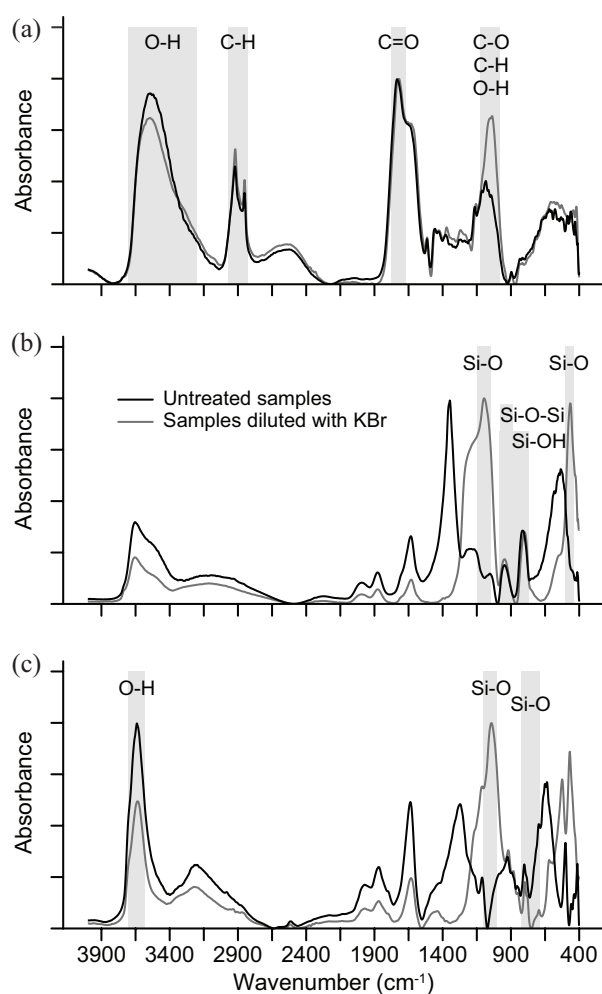 (a)
O-H
C-H
C=O
C-O
C-H
O-H
Absorbance
(b)
Si-O
Si-O
Untreated samples
Samples diluted with KBr
Si-O-Si
Si-OH
Absorbance
(c)
O-H
Si-O
Si-O
Absorbance
3900 3400 2900 2400 1900 1400 900 400
Wavenumber (cm⁻¹)